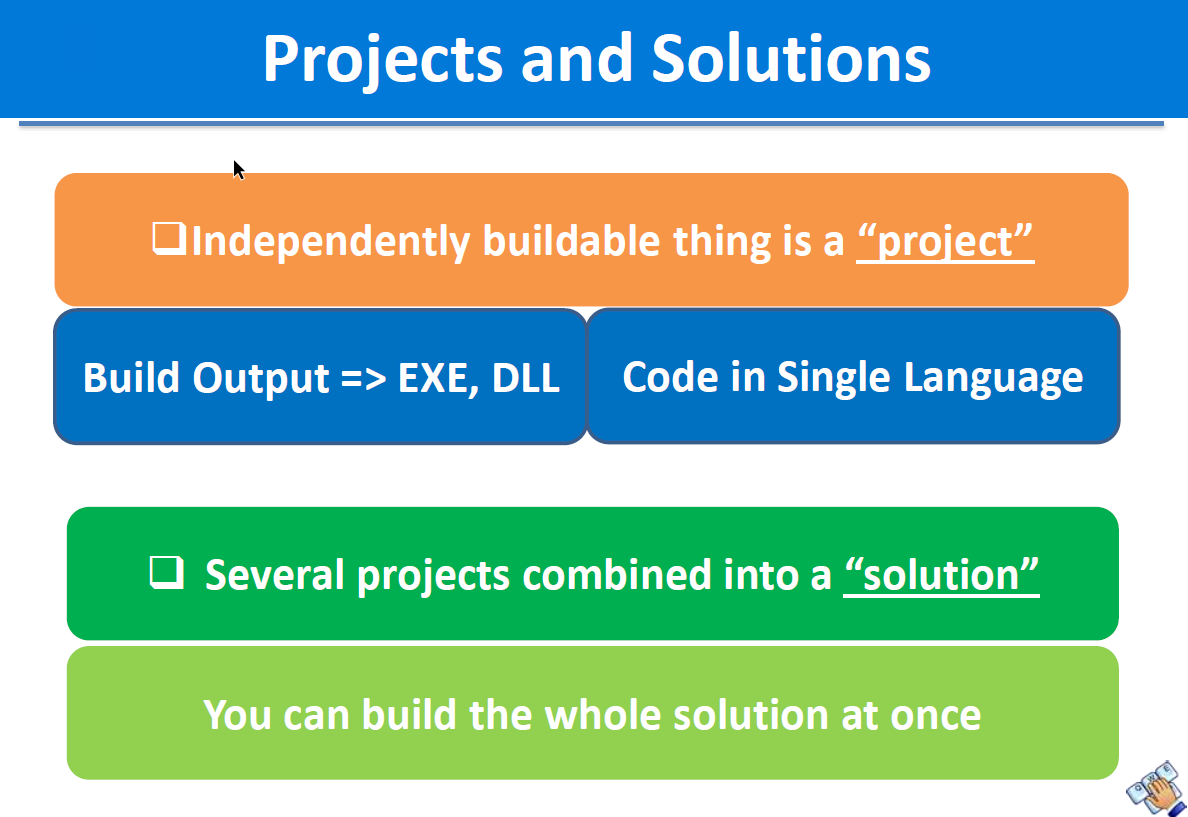 Projects and Solutions
❑Independently buildable thing is a “project”
Build Output => EXE, DLL
Code in Single Language
❑ Several projects combined into a “solution”
You can build the whole solution at once